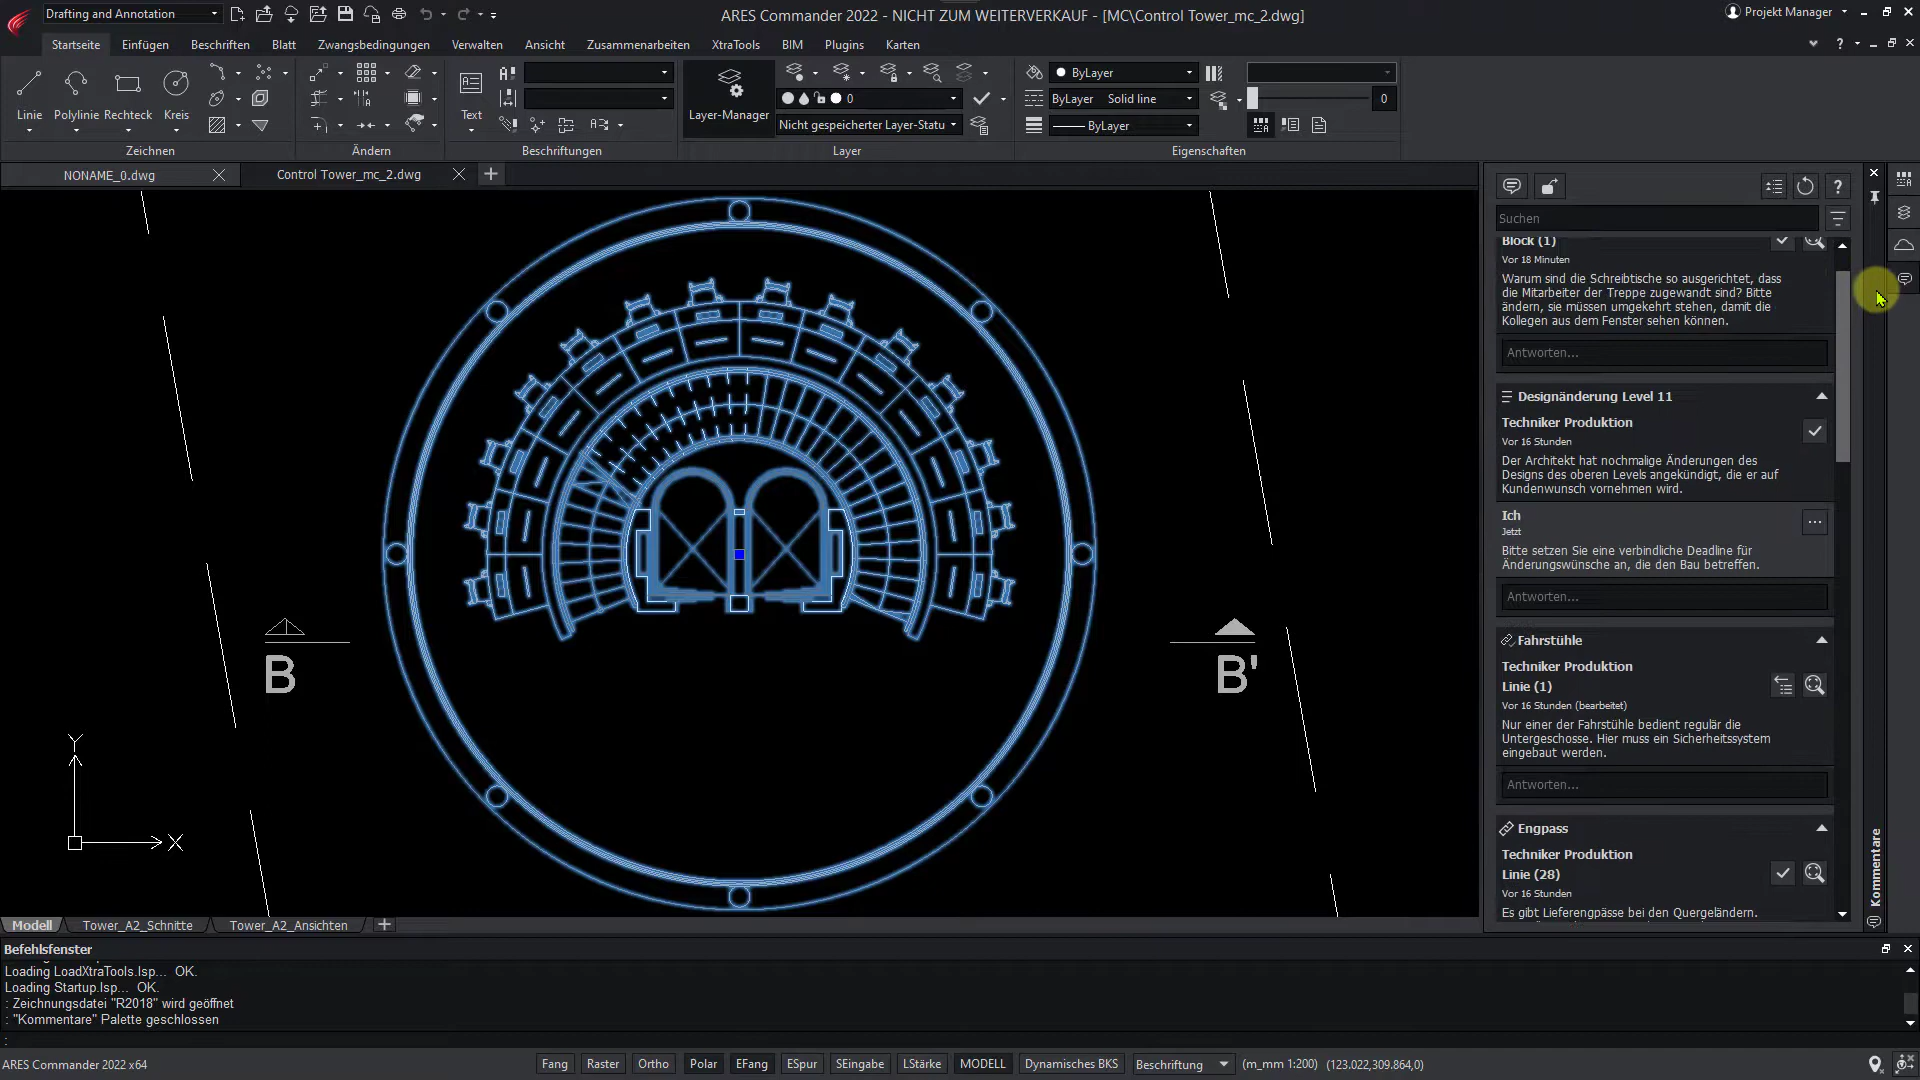 Drafting and Annotation
ARES Commander 2022 - NICHT ZUM WEITERVERKAUF - [MC\Control Tower_mc_2.dwg]
Projekt Manager
Startseite
Einfügen
Beschriften
Blatt
Zwangsbedingungen
Verwalten
Ansicht
Zusammenarbeiten
XtraTools
BIM
Plugins
Karten
Linie
Polylinie
Rechteck
Kreis
Text
Layer-Manager
0
Nicht gespeicherter Layer-Statu
ByLayer
ByLayer Solid line
ByLayer
0
Zeichnen
Ändern
Beschriftungen
Layer
Eigenschaften
NONAME_0.dwg
Control Tower_mc_2.dwg
B
B'
Y
X
Suchen
Block (1)
Vor 18 Minuten
Warum sind die Schreibtische so ausgerichtet, dass
die Mitarbeiter der Treppe zugewandt sind? Bitte
ändern, sie müssen umgekehrt stehen, damit die
Kollegen aus dem Fenster sehen können.
Antworten...
Designänderung Level 11
Techniker Produktion
Vor 16 Stunden
Der Architekt hat nochmalige Änderungen des
Designs des oberen Levels angekündigt, die er auf
Kundenwunsch vornehmen wird.
Ich
Jetzt
Bitte setzen Sie eine verbindliche Deadline für
Änderungswünsche an, die den Bau betreffen.
Antworten...
Fahrstühle
Techniker Produktion
Linie (1)
Vor 16 Stunden (bearbeitet)
Nur einer der Fahrstühle bedient regulär die
Untergeschosse. Hier muss ein Sicherheitssystem
eingebaut werden.
Antworten...
Engpass
Techniker Produktion
Linie (28)
Vor 16 Stunden
Es gibt Lieferengpässe bei den Quergeländern.
Kommentare
Modell
Tower_A2_Schnitte
Tower_A2_Ansichten
Befehlsfenster
Loading LoadXtraTools.lsp... OK.
Loading Startup.lsp... OK.
: Zeichnungsdatei "R2018" wird geöffnet
: "Kommentare" Palette geschlossen
:
ARES Commander 2022 x64
Fang
Raster
Ortho
Polar
EFang
ESpur
SEingabe
LStärke
MODELL
Dynamisches BKS
Beschriftung
(m_mm 1:200)
(123.022,309.864,0)